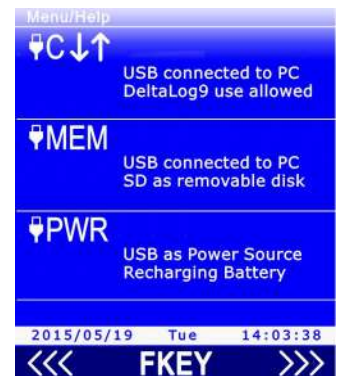 Menu/Help
C↓↑
USB connected to PC
DeltaLog9 use allowed
MEM
USB connected to PC
SD as removable disk
PWR
USB as Power Source
Recharging Battery
2015/05/19 Tue 14:03:38
<<< FKEY >>>